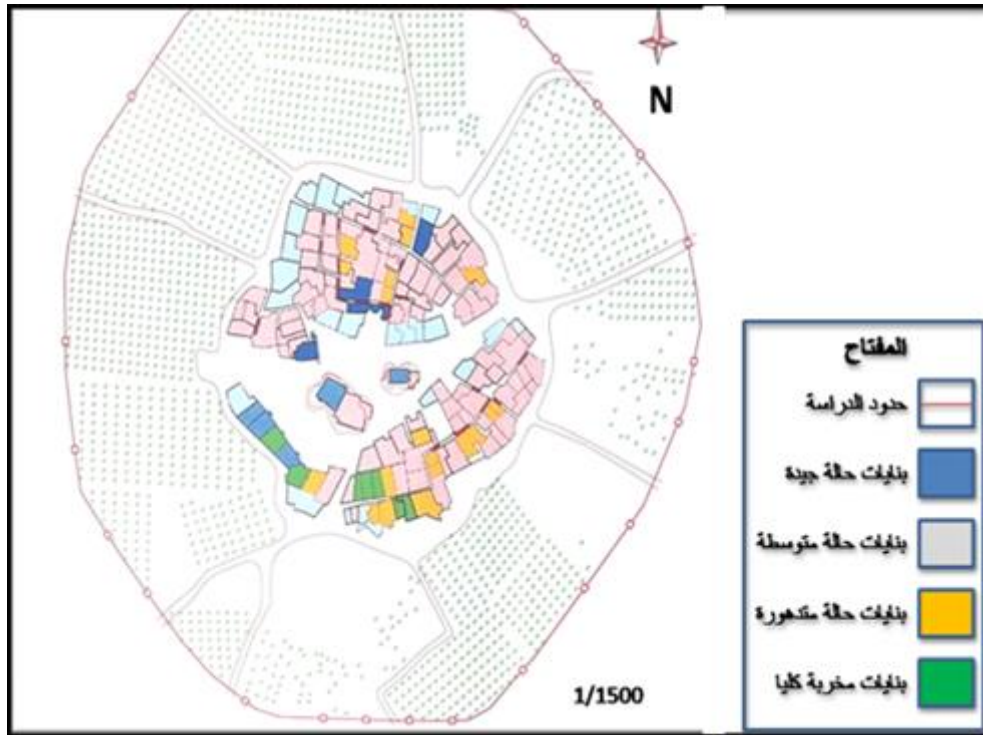 N
المفتاح
حدود الدراسة
بنايات حالة جيدة
بنايات حالة متوسطة
بنايات حالة متدهورة
بنايات مخربة كليا
1/1500